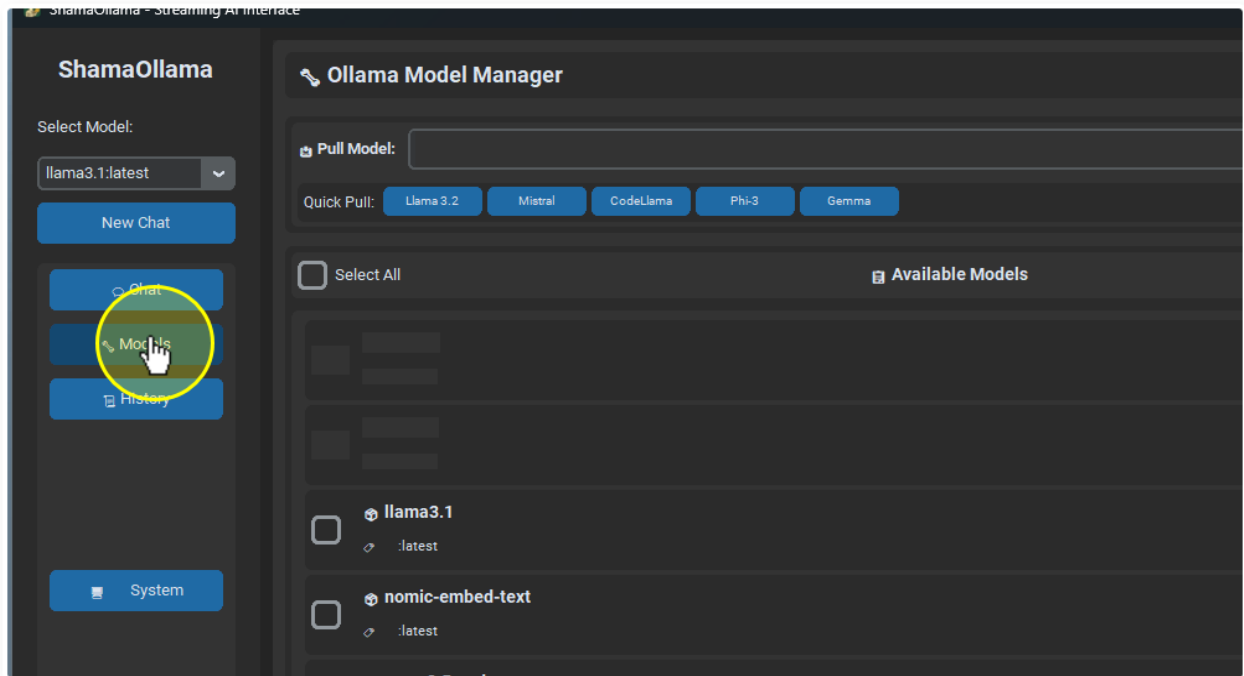 ShamaOllama - Streaming AI Interface
ShamaOllama
Select Model:
llama3.1:latest
New Chat
Chat
Models
History
System
Ollama Model Manager
Pull Model:
Quick Pull: Llama 3.2 Mistral CodeLlama Phi-3 Gemma
Select All Available Models
llama3.1
:latest
nomic-embed-text
:latest